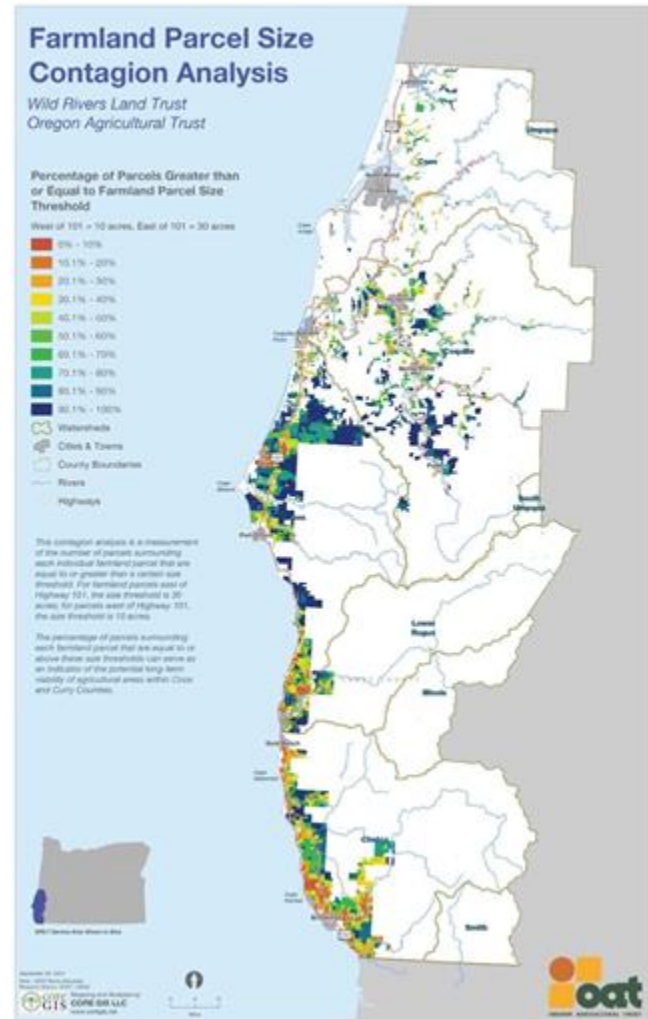 Farmland Parcel Size
Contagion Analysis
Wild Rivers Land Trust
Oregon Agricultural Trust
Percentage of Parcels Greater than
or Equal to Farmland Parcel Size
Threshold
West of 101 = 10 acres, East of 101 = 30 acres
0% - 10%
10.1% - 20%
20.1% - 30%
30.1% - 40%
40.1% - 50%
50.1% - 60%
60.1% - 70%
70.1% - 80%
80.1% - 90%
90.1% - 100%
Watersheds
Cities & Towns
County Boundaries
Rivers
Highways
This contagion analysis is a measurement
of the number of parcels surrounding
each individual farmland parcel that are
equal to or greater than a certain size
threshold. For farmland parcels east of
Highway 101, the size threshold is 30
acres; for parcels west of Highway 101,
the size threshold is 10 acres.
The percentage of parcels surrounding
each farmland parcel that are equal to or
above these size thresholds can serve as
an indicator of the potential long-term
viability of agricultural areas within Coos
and Curry Counties.
Umpqua
Coos
Coquille
South
Umpqua
Lower
Rogue
Illinois
Chetco
Smith
CORE GIS LLC
oat
OREGON AGRICULTURAL TRUST